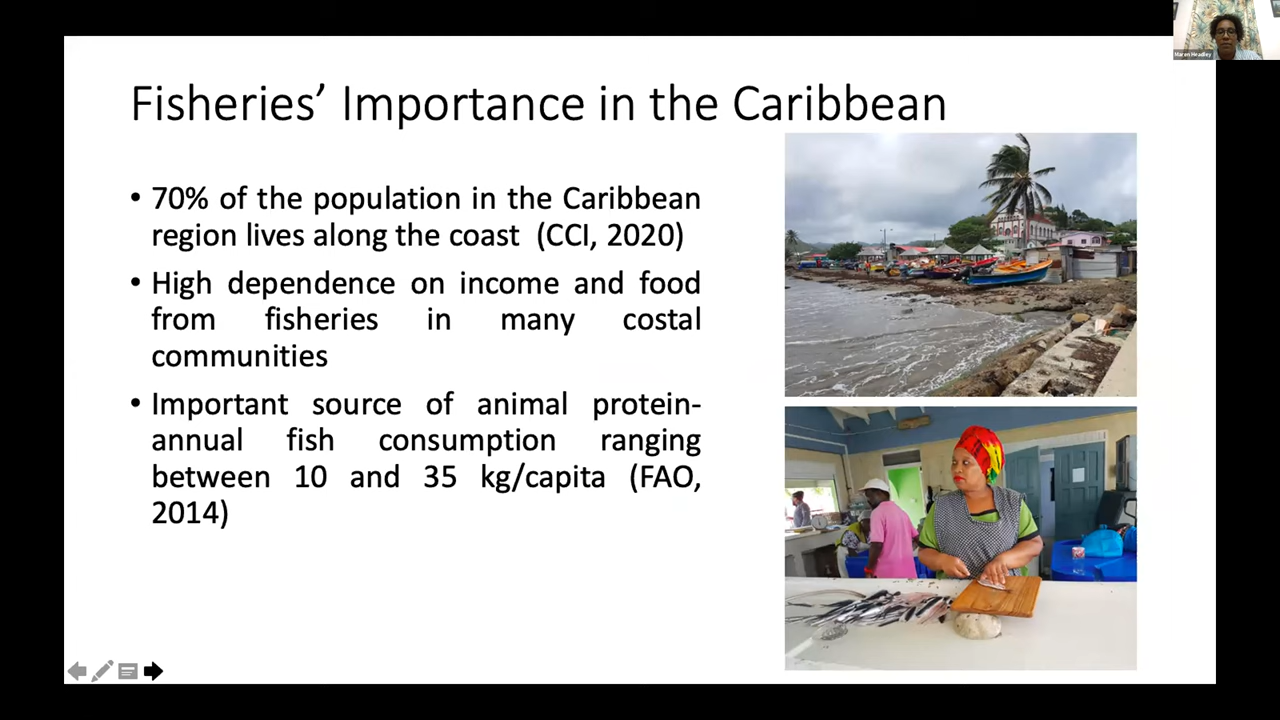 Maren Headley
Fisheries’ Importance in the Caribbean
• 70% of the population in the Caribbean
region lives along the coast (CCI, 2020)
• High dependence on income and food
from fisheries in many costal
communities
• Important source of animal protein-
annual fish consumption ranging
between 10 and 35 kg/capita (FAO,
2014)